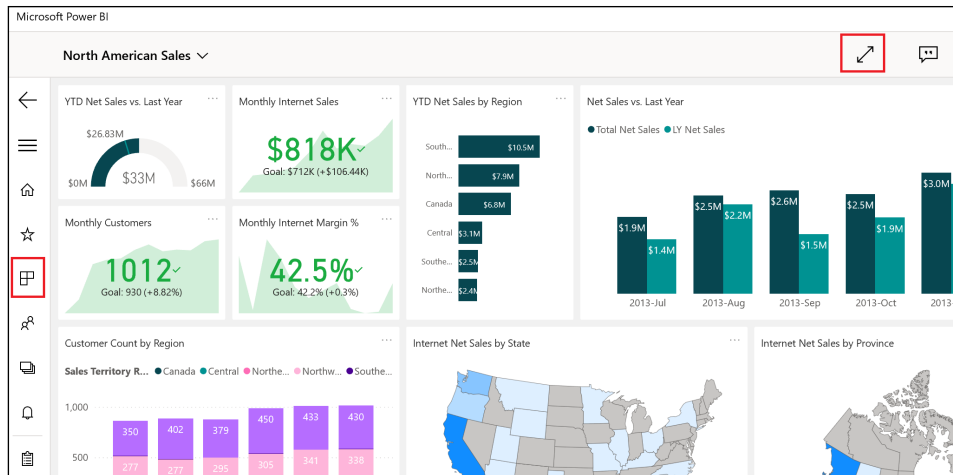 Microsoft Power BI
North American Sales
YTD Net Sales vs. Last Year
$26.83M
$0M
$33M
$66M
Monthly Internet Sales
$818K
Goal: $712K (+$106.44K)
YTD Net Sales by Region
South... $10.5M
North... $7.9M
Canada $6.8M
Central $3.1M
Southe... $2.5M
Northe... $2.4M
Net Sales vs. Last Year
Total Net Sales LY Net Sales
$1.9M
$1.4M
$2.5M
$2.2M
$2.6M
$1.5M
$2.5M
$1.9M
$3.0M
2013-Jul 2013-Aug 2013-Sep 2013-Oct 2013-
Monthly Customers
1012
Goal: 930 (+8.82%)
Monthly Internet Margin %
42.5%
Goal: 42.2% (+0.3%)
Customer Count by Region
Sales Territory R... Canada Central Northe... Northw... Southe...
1,000
500
350 402 379 450 433 430
277 277 295 305 341 338
Internet Net Sales by State
Internet Net Sales by Province